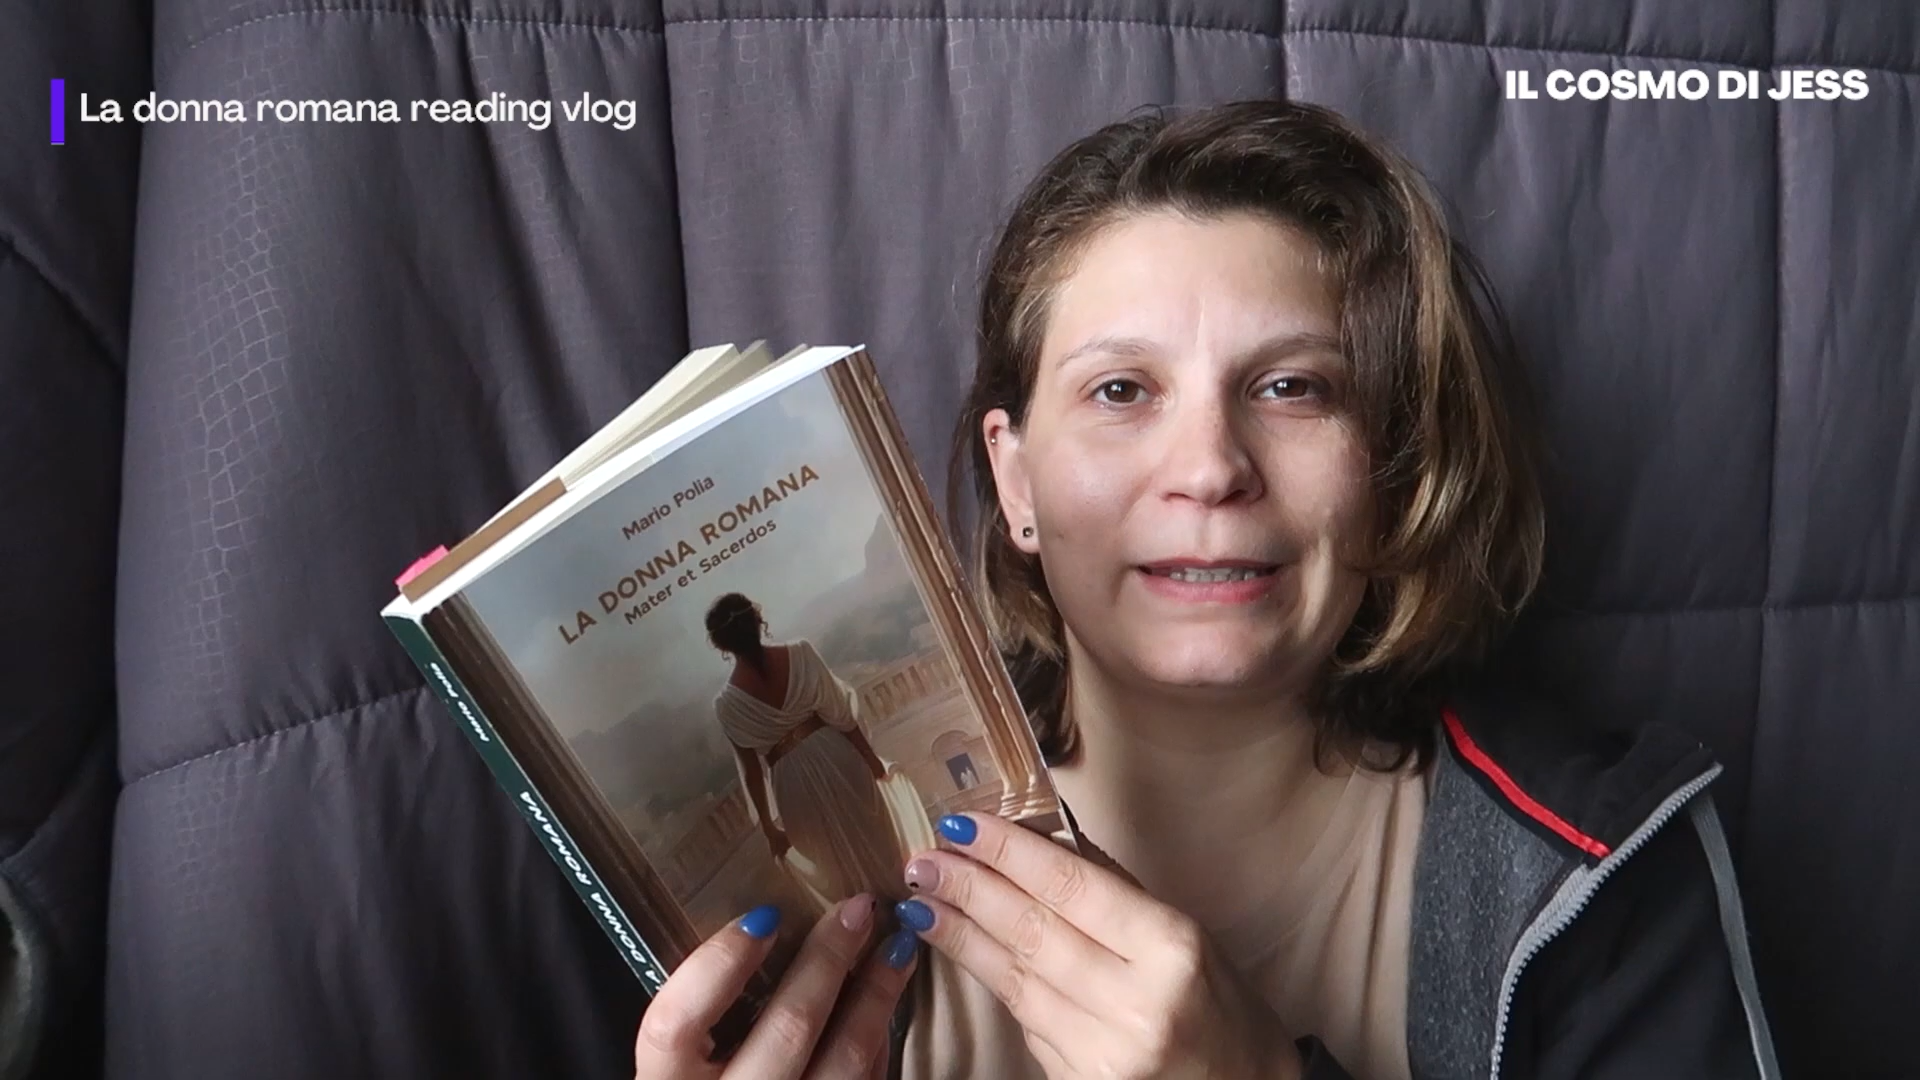 La donna romana reading vlog
IL COSMO DI JESS
Mario Polia
LA DONNA ROMANA
Mater et Sacerdos
Mario Polia
LA DONNA ROMANA